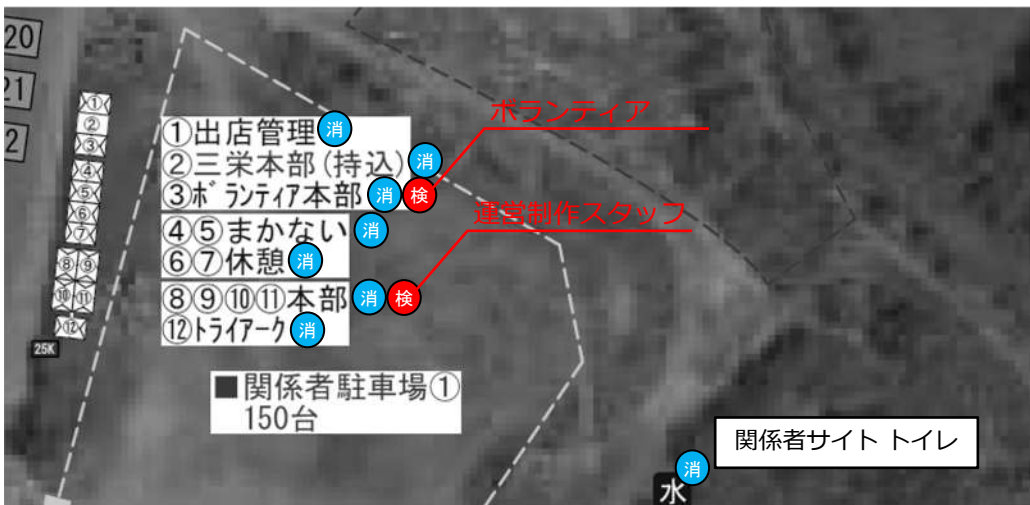 20
21
2
①
②
③
④
⑤
⑥
⑦
⑧⑨
⑩⑪
⑫
25K
①出店管理 消
②三栄本部(持込) 消
③ボランティア本部 消 検
④⑤まかない 消
⑥⑦休憩 消
⑧⑨⑩⑪本部 消 検
⑫トライアーク 消
ボランティア
運営制作スタッフ
■関係者駐車場①
150台
関係者サイト トイレ
消
水